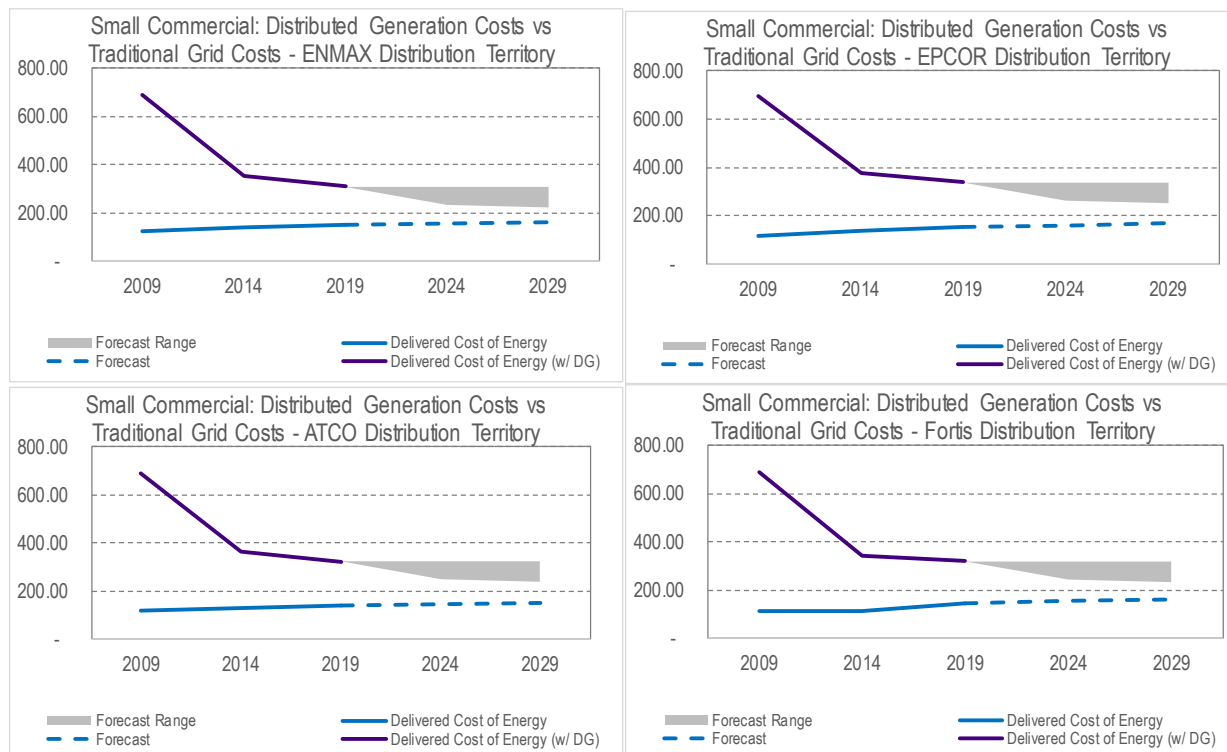 Small Commercial: Distributed Generation Costs vs
Traditional Grid Costs - ENMAX Distribution Territory
800.00
600.00
400.00
200.00
-
2009 2014 2019 2024 2029
Forecast Range Delivered Cost of Energy
Forecast Delivered Cost of Energy (w/ DG)
Small Commercial: Distributed Generation Costs vs
Traditional Grid Costs - EPCOR Distribution Territory
800.00
600.00
400.00
200.00
-
2009 2014 2019 2024 2029
Forecast Range Delivered Cost of Energy
Forecast Delivered Cost of Energy (w/ DG)
Small Commercial: Distributed Generation Costs vs
Traditional Grid Costs - ATCO Distribution Territory
800.00
600.00
400.00
200.00
-
2009 2014 2019 2024 2029
Forecast Range Delivered Cost of Energy
Forecast Delivered Cost of Energy (w/ DG)
Small Commercial: Distributed Generation Costs vs
Traditional Grid Costs - Fortis Distribution Territory
800.00
600.00
400.00
200.00
-
2009 2014 2019 2024 2029
Forecast Range Delivered Cost of Energy
Forecast Delivered Cost of Energy (w/ DG)